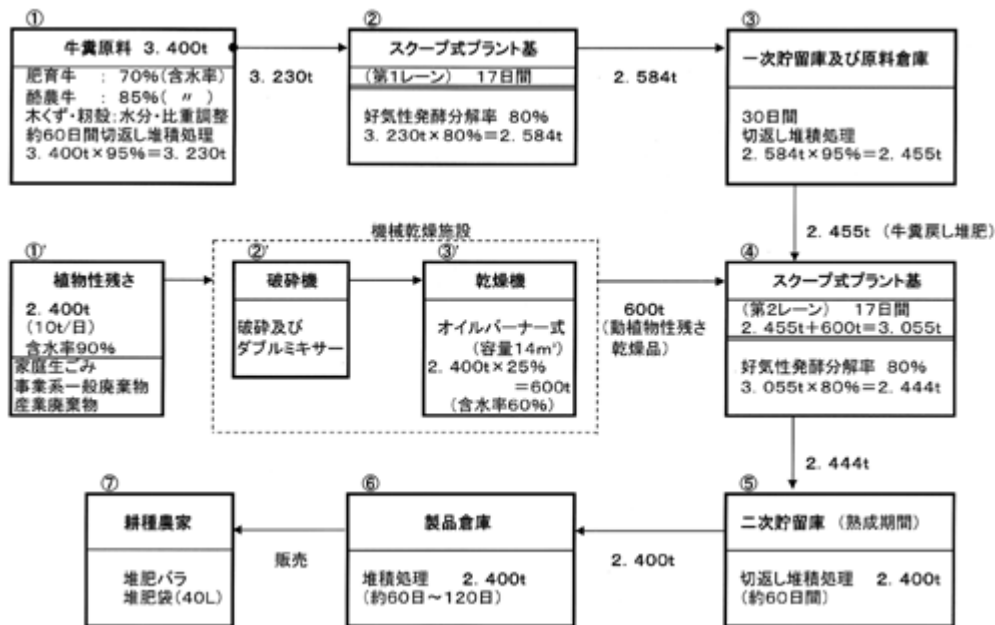 ①
牛糞原料 3.400t
肥育牛 : 70%(含水率)
酪農牛 : 85%( 〃 )
木くず・籾殻:水分・比重調整
約60日間切返し堆積処理
3.400t×95%=3.230t
3.230t
②
スクープ式プラント基
(第1レーン) 17日間
好気性発酵分解率 80%
3.230t×80%=2.584t
2.584t
③
一次貯留庫及び原料倉庫
30日間
切返し堆積処理
2.584t×95%=2.455t
2.455t (牛糞戻し堆肥)
①'
植物性残さ
2.400t
(10t/日)
含水率90%
家庭生ごみ
事業系一般廃棄物
産業廃棄物
機械乾燥施設
②'
破砕機
破砕及び
ダブルミキサー
③'
乾燥機
オイルバーナー式
(容量14㎥)
2.400t×25%
=600t
(含水率60%)
600t
(動植物性残さ
乾燥品)
④
スクープ式プラント基
(第2レーン) 17日間
2.455t+600t=3.055t
好気性発酵分解率 80%
3.055t×80%=2.444t
2.444t
⑤
二次貯留庫 (熟成期間)
切返し堆積処理 2.400t
(約60日間)
2.400t
⑥
製品倉庫
堆積処理 2.400t
(約60日〜120日)
販売
⑦
耕種農家
堆肥バラ
堆肥袋(40L)